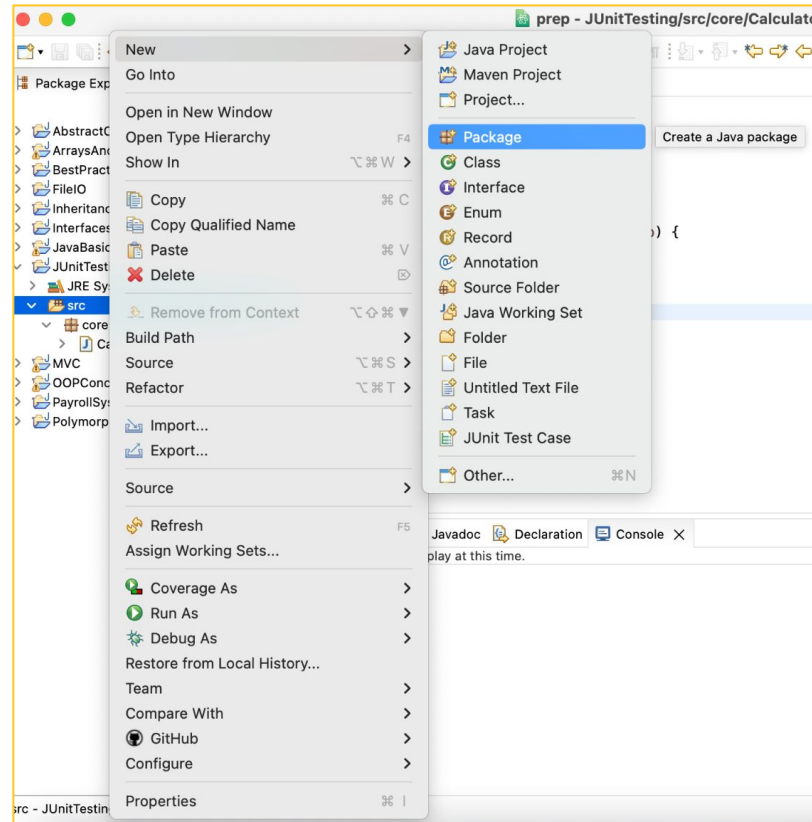 prep - JUnitTesting/src/core/Calculato
Package Exp
AbstractC
ArraysAnd
BestPract
FileIO
Inheritanc
Interfaces
JavaBasic
JUnitTest
JRE Sy
src
core
Ca
MVC
OOPConc
PayrollSy
Polymorp
New
Go Into
Open in New Window
Open Type Hierarchy F4
Show In ⌥⌘W
Copy ⌘C
Copy Qualified Name
Paste ⌘V
Delete ⌦
Remove from Context ⌥⇧⌘▼
Build Path
Source ⌥⌘S
Refactor ⌥⌘T
Import...
Export...
Source
Refresh F5
Assign Working Sets...
Coverage As
Run As
Debug As
Restore from Local History...
Team
Compare With
GitHub
Configure
Properties ⌘I
Java Project
Maven Project
Project...
Package
Class
Interface
Enum
Record
Annotation
Source Folder
Java Working Set
Folder
File
Untitled Text File
Task
JUnit Test Case
Other... ⌘N
Create a Java package
) {
Javadoc Declaration Console
play at this time.
src - JUnitTestin